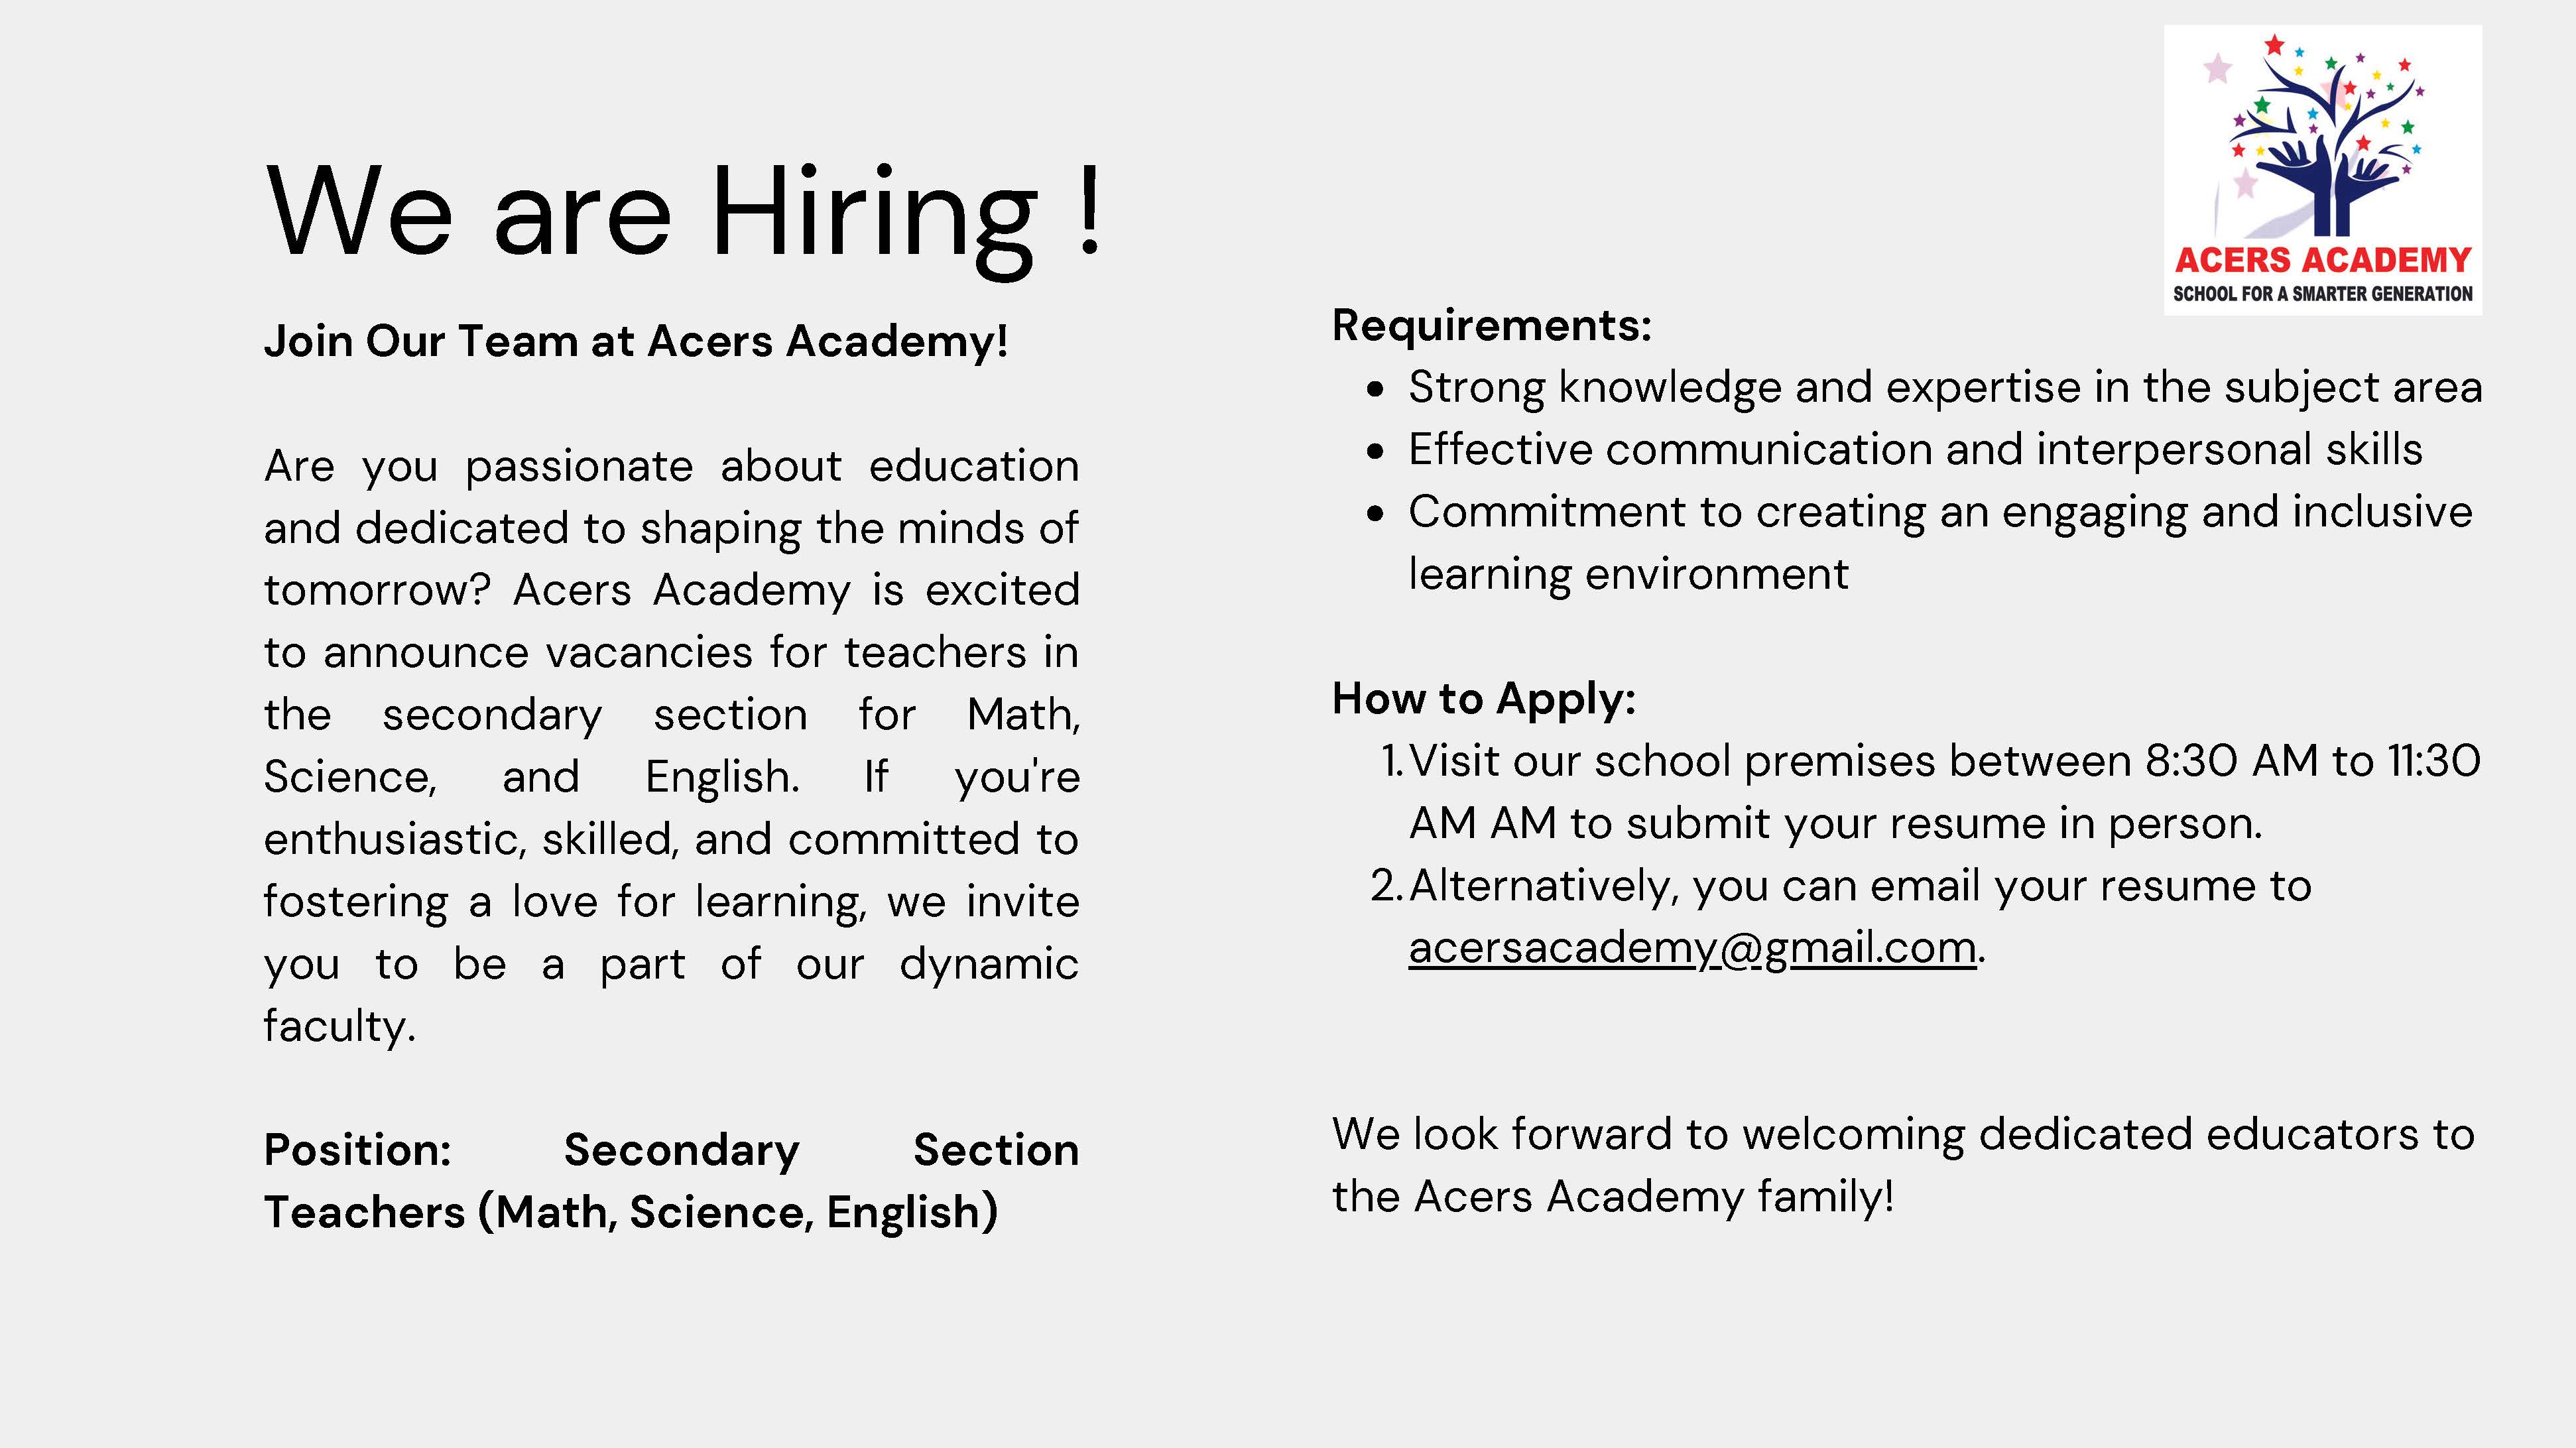 We are Hiring !
Join Our Team at Acers Academy!
Are you passionate about education
and dedicated to shaping the minds of
tomorrow? Acers Academy is excited
to announce vacancies for teachers in
the secondary section for Math,
Science, and English. If you're
enthusiastic, skilled, and committed to
fostering a love for learning, we invite
you to be a part of our dynamic
faculty.
Position: Secondary Section
Teachers (Math, Science, English)
ACERS ACADEMY
SCHOOL FOR A SMARTER GENERATION
Requirements:
• Strong knowledge and expertise in the subject area
• Effective communication and interpersonal skills
• Commitment to creating an engaging and inclusive
learning environment
How to Apply:
1. Visit our school premises between 8:30 AM to 11:30
AM AM to submit your resume in person.
2. Alternatively, you can email your resume to
acersacademy@gmail.com.
We look forward to welcoming dedicated educators to
the Acers Academy family!